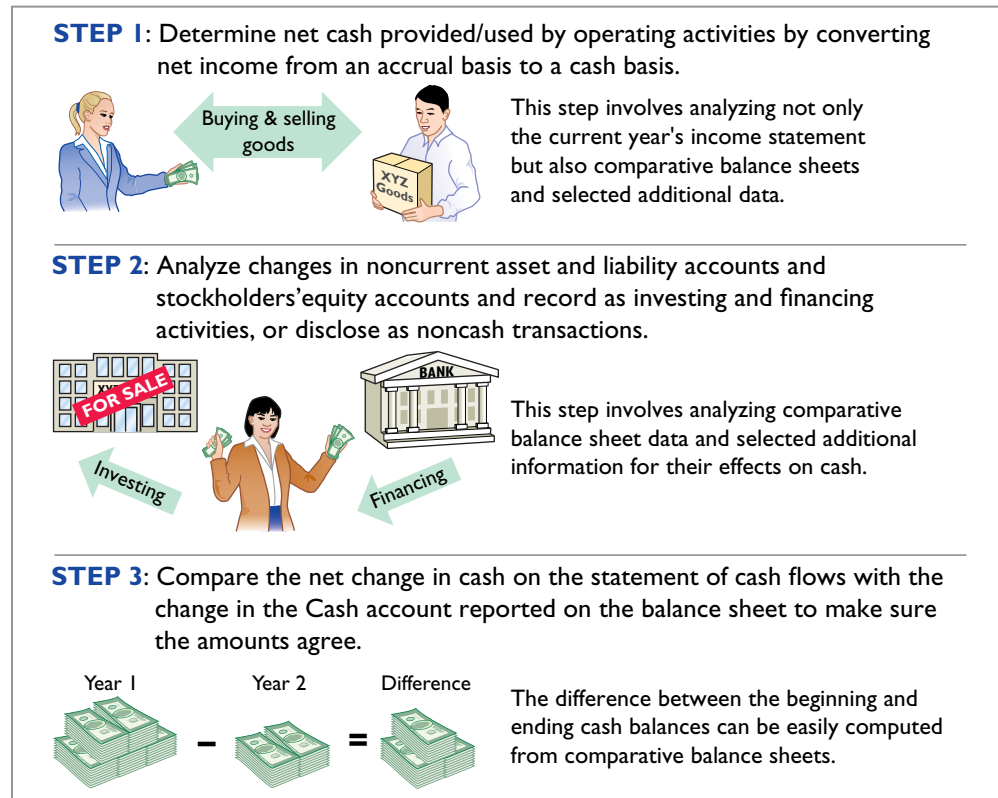 STEP 1: Determine net cash provided/used by operating activities by converting
net income from an accrual basis to a cash basis.
Buying & selling
goods
XYZ
Goods
This step involves analyzing not only
the current year's income statement
but also comparative balance sheets
and selected additional data.
STEP 2: Analyze changes in noncurrent asset and liability accounts and
stockholders'equity accounts and record as investing and financing
activities, or disclose as noncash transactions.
FOR SALE
BANK
Investing
Financing
This step involves analyzing comparative
balance sheet data and selected additional
information for their effects on cash.
STEP 3: Compare the net change in cash on the statement of cash flows with the
change in the Cash account reported on the balance sheet to make sure
the amounts agree.
Year 1
Year 2
Difference
–
=
The difference between the beginning and
ending cash balances can be easily computed
from comparative balance sheets.